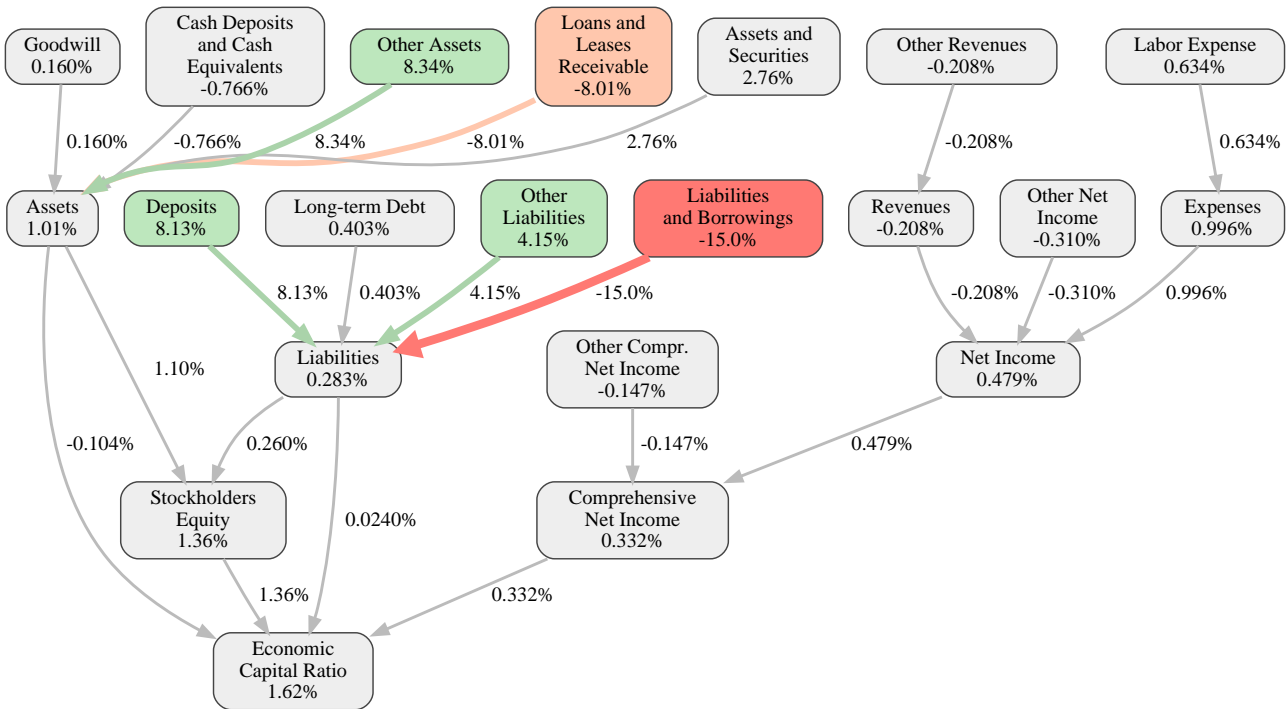 Goodwill
0.160%
Cash Deposits
and Cash
Equivalents
-0.766%
Other Assets
8.34%
Loans and
Leases
Receivable
-8.01%
Assets and
Securities
2.76%
Other Revenues
-0.208%
Labor Expense
0.634%
0.160%
-0.766%
8.34%
-8.01%
2.76%
-0.208%
0.634%
Assets
1.01%
Deposits
8.13%
Long-term Debt
0.403%
Other
Liabilities
4.15%
Liabilities
and Borrowings
-15.0%
Revenues
-0.208%
Other Net
Income
-0.310%
Expenses
0.996%
8.13%
0.403%
4.15%
-15.0%
-0.208%
-0.310%
0.996%
1.10%
Liabilities
0.283%
Other Compr.
Net Income
-0.147%
Net Income
0.479%
-0.104%
0.260%
-0.147%
0.479%
Stockholders
Equity
1.36%
0.0240%
Comprehensive
Net Income
0.332%
1.36%
0.332%
Economic
Capital Ratio
1.62%